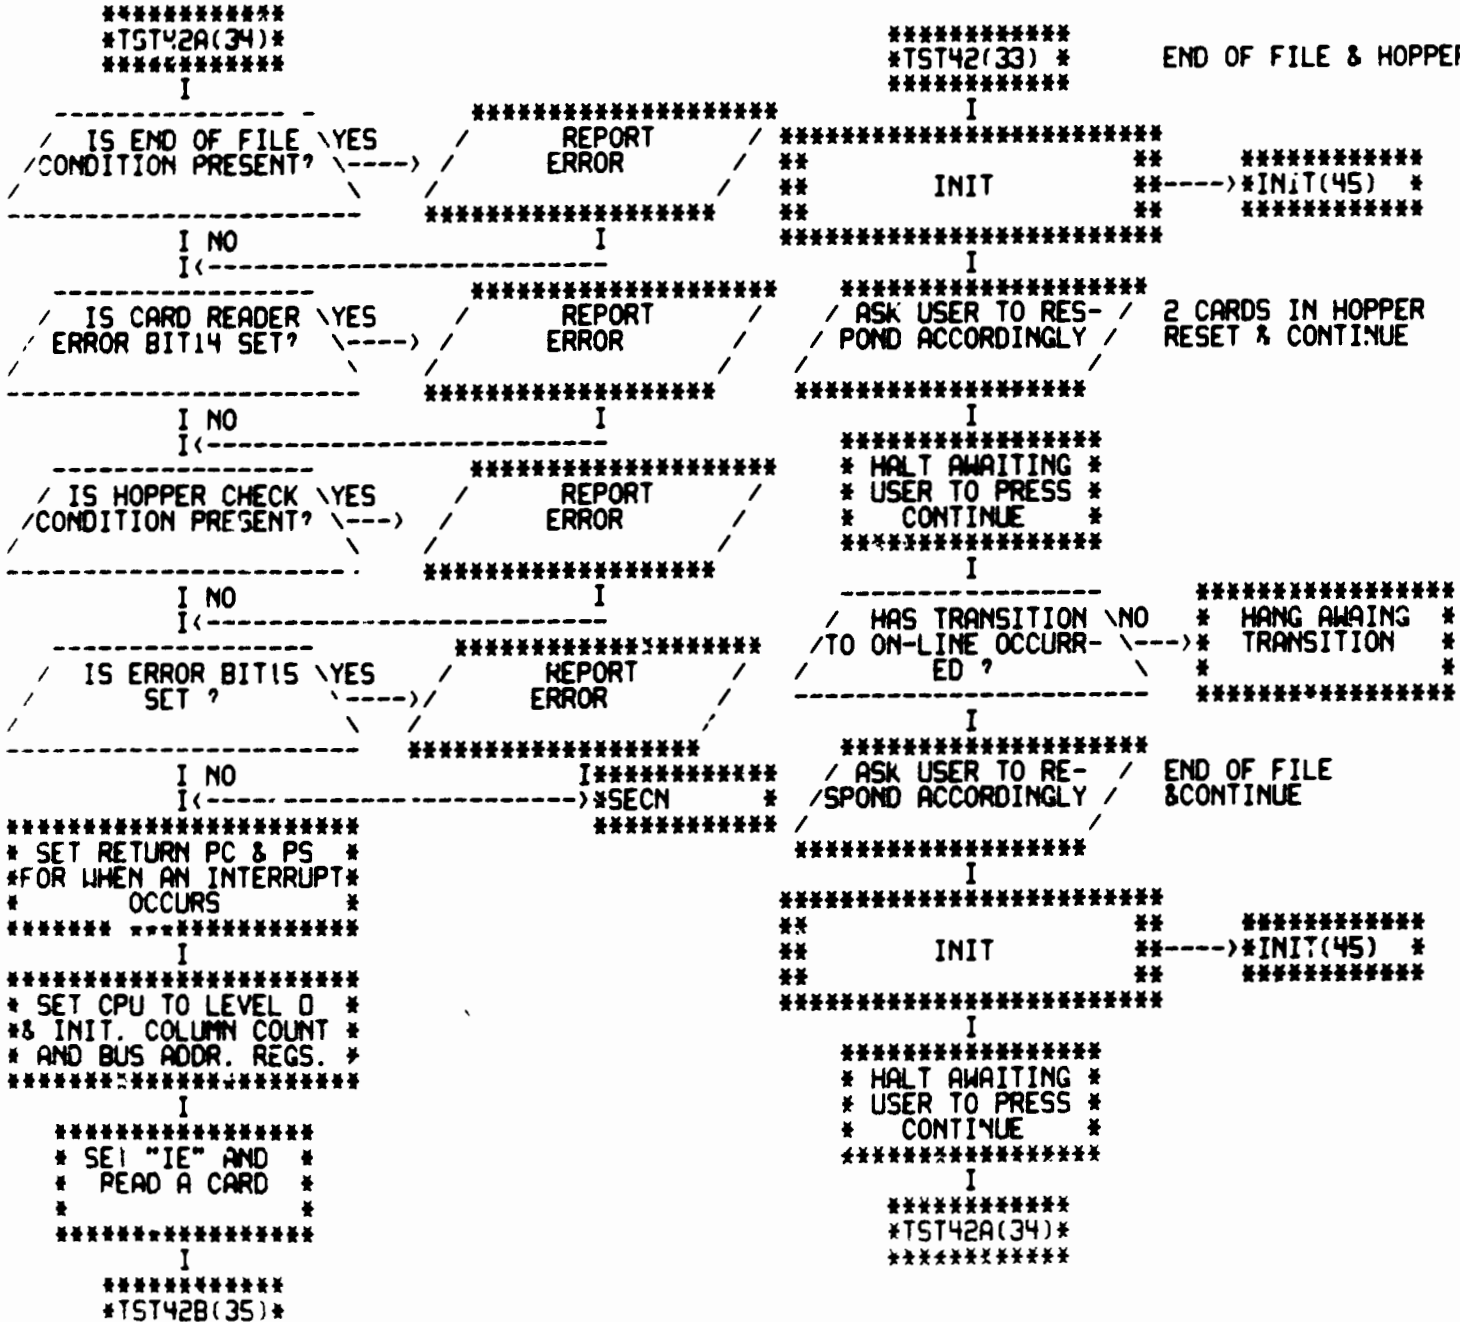 *TST42A(34)*
I
IS END OF FILE YES
CONDITION PRESENT?
REPORT
ERROR
I NO
I
IS CARD READER YES
ERROR BIT14 SET?
REPORT
ERROR
I NO
I
IS HOPPER CHECK YES
CONDITION PRESENT?
REPORT
ERROR
I NO
I
IS ERROR BIT15 YES
SET ?
REPORT
ERROR
I NO
I
*SECN *
* SET RETURN PC & PS *
*FOR WHEN AN INTERRUPT*
* OCCURS *
I
* SET CPU TO LEVEL 0 *
*& INIT. COLUMN COUNT *
* AND BUS ADDR. REGS. *
I
* SET "IE" AND *
* READ A CARD *
I
*TST42B(35)*
*TST42(33) *
END OF FILE & HOPPER
I
** INIT **---->*INIT(45) *
I
ASK USER TO RES-
POND ACCORDINGLY
2 CARDS IN HOPPER
RESET & CONTINUE
I
* HALT AWAITING *
* USER TO PRESS *
* CONTINUE *
I
HAS TRANSITION NO
TO ON-LINE OCCURR-
ED ?
* HANG AWAING *
* TRANSITION *
I
ASK USER TO RE-
SPOND ACCORDINGLY
END OF FILE
&CONTINUE
I
** INIT **---->*INIT(45) *
I
* HALT AWAITING *
* USER TO PRESS *
* CONTINUE *
I
*TST42A(34)*